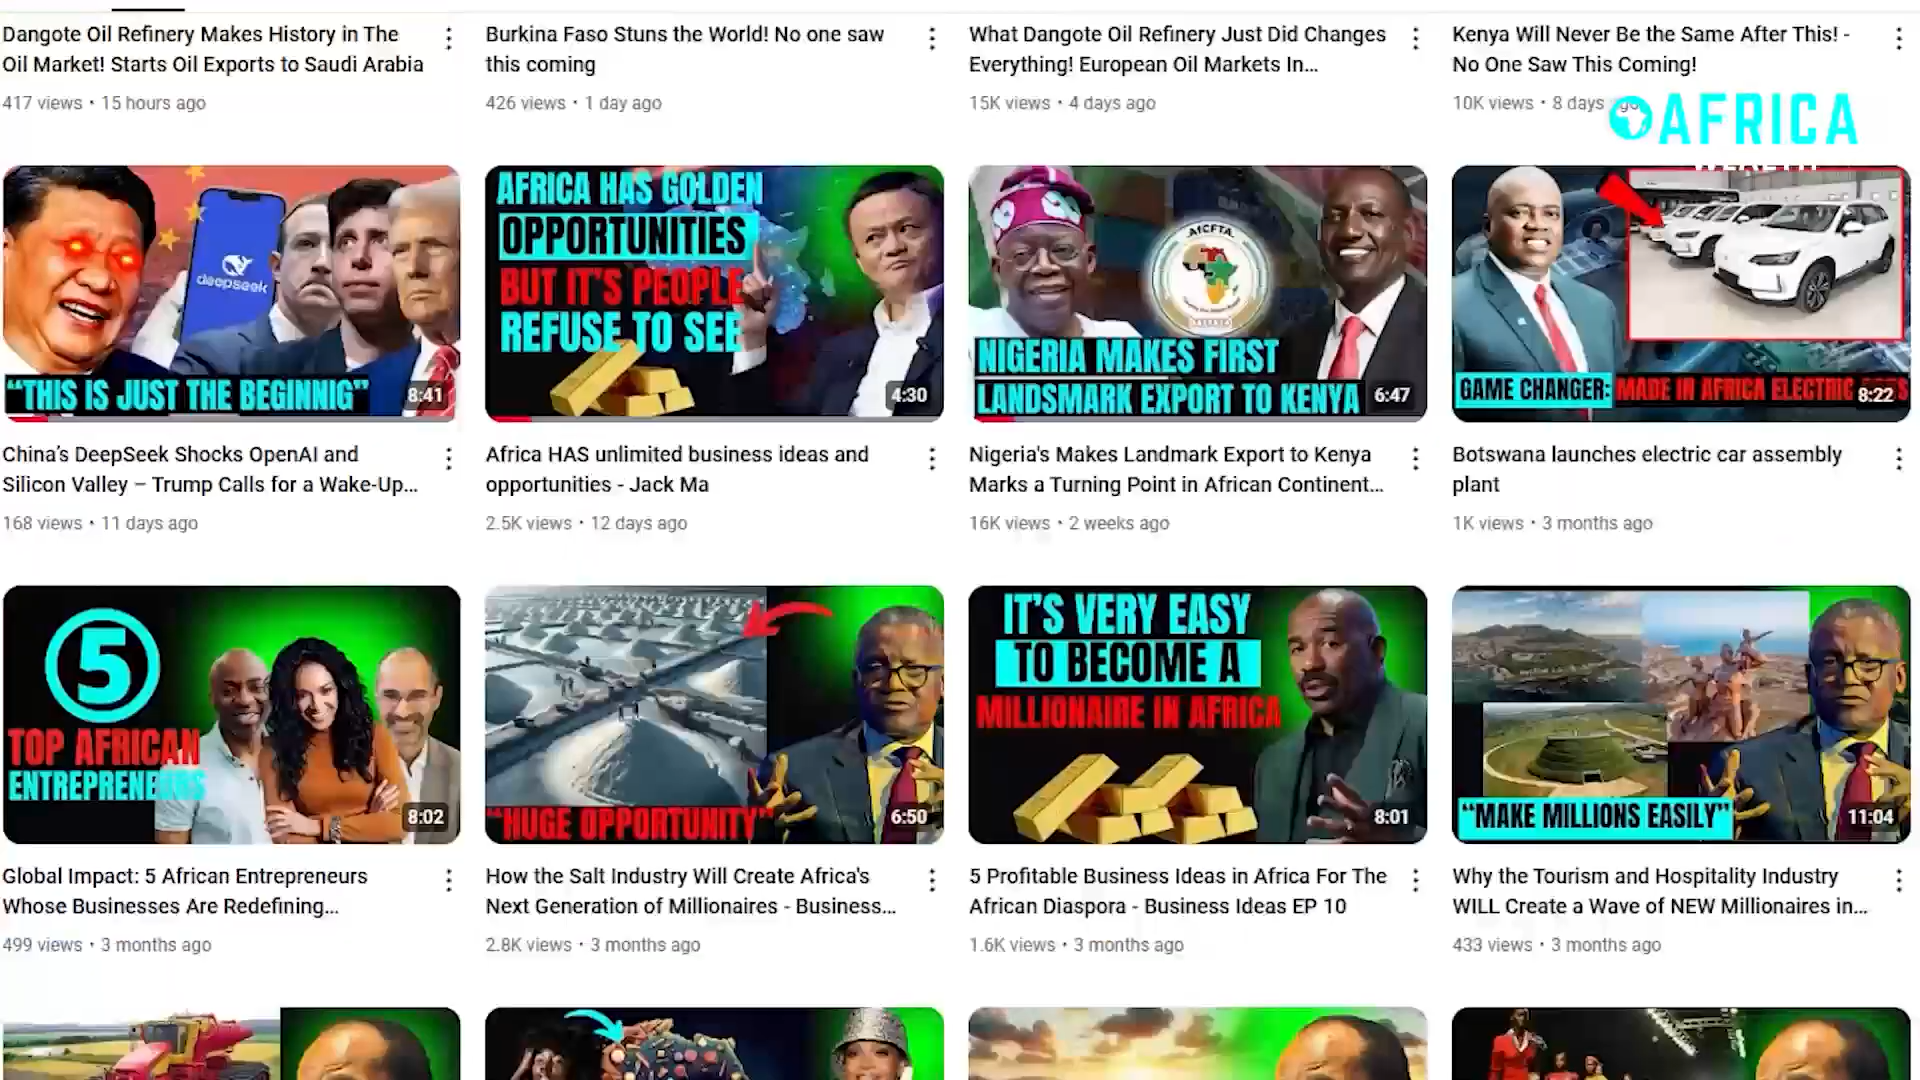 Dangote Oil Refinery Makes History in The
Oil Market! Starts Oil Exports to Saudi Arabia
417 views • 15 hours ago
Burkina Faso Stuns the World! No one saw
this coming
426 views • 1 day ago
What Dangote Oil Refinery Just Did Changes
Everything! European Oil Markets In...
15K views • 4 days ago
Kenya Will Never Be the Same After This! -
No One Saw This Coming!
10K views • 8 days ago
AFRICA
deepseek
“THIS IS JUST THE BEGINNIG”
8:41
AFRICA HAS GOLDEN
OPPORTUNITIES
BUT IT'S PEOPLE
REFUSE TO SEE
4:30
AfCFTA
NIGERIA MAKES FIRST
LANDSMARK EXPORT TO KENYA
6:47
GAME CHANGER: MADE IN AFRICA ELECTRIC
8:22
China’s DeepSeek Shocks OpenAI and
Silicon Valley – Trump Calls for a Wake-Up...
168 views • 11 days ago
Africa HAS unlimited business ideas and
opportunities - Jack Ma
2.5K views • 12 days ago
Nigeria's Makes Landmark Export to Kenya
Marks a Turning Point in African Continent...
16K views • 2 weeks ago
Botswana launches electric car assembly
plant
1K views • 3 months ago
5
TOP AFRICAN
ENTREPRENEURS
8:02
“HUGE OPPORTUNITY”
6:50
IT'S VERY EASY
TO BECOME A
MILLIONAIRE IN AFRICA
8:01
“MAKE MILLIONS EASILY”
11:04
Global Impact: 5 African Entrepreneurs
Whose Businesses Are Redefining...
499 views • 3 months ago
How the Salt Industry Will Create Africa's
Next Generation of Millionaires - Business...
2.8K views • 3 months ago
5 Profitable Business Ideas in Africa For The
African Diaspora - Business Ideas EP 10
1.6K views • 3 months ago
Why the Tourism and Hospitality Industry
WILL Create a Wave of NEW Millionaires in...
433 views • 3 months ago